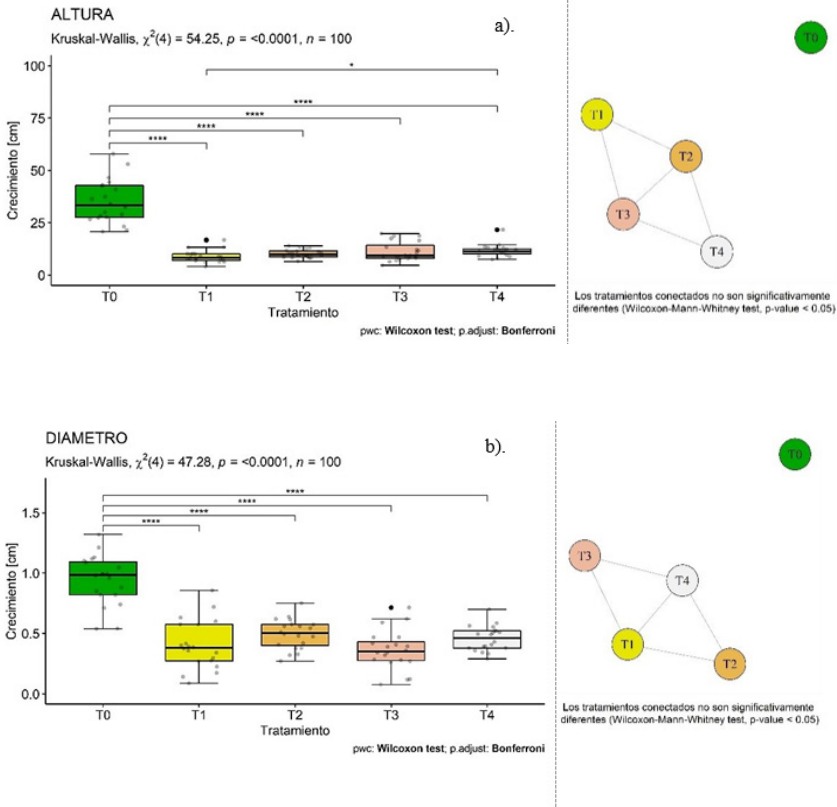 ALTURA
a).
Kruskal-Wallis, χ²(4) = 54.25, p = <0.0001, n = 100
*
****
****
****
****
Crecimiento [cm]
100
75
50
25
0
T0 T1 T2 T3 T4
Tratamiento
pwc: Wilcoxon test; p.adjust: Bonferroni
T0
T1
T2
T3
T4
Los tratamientos conectados no son significativamente
diferentes (Wilcoxon-Mann-Whitney test, p-value < 0.05)
DIAMETRO
b).
Kruskal-Wallis, χ²(4) = 47.28, p = <0.0001, n = 100
****
****
****
****
Crecimiento [cm]
1.5
1.0
0.5
0.0
T0 T1 T2 T3 T4
Tratamiento
pwc: Wilcoxon test; p.adjust: Bonferroni
T0
T3
T4
T1
T2
Los tratamientos conectados no son significativamente
diferentes (Wilcoxon-Mann-Whitney test, p-value < 0.05)